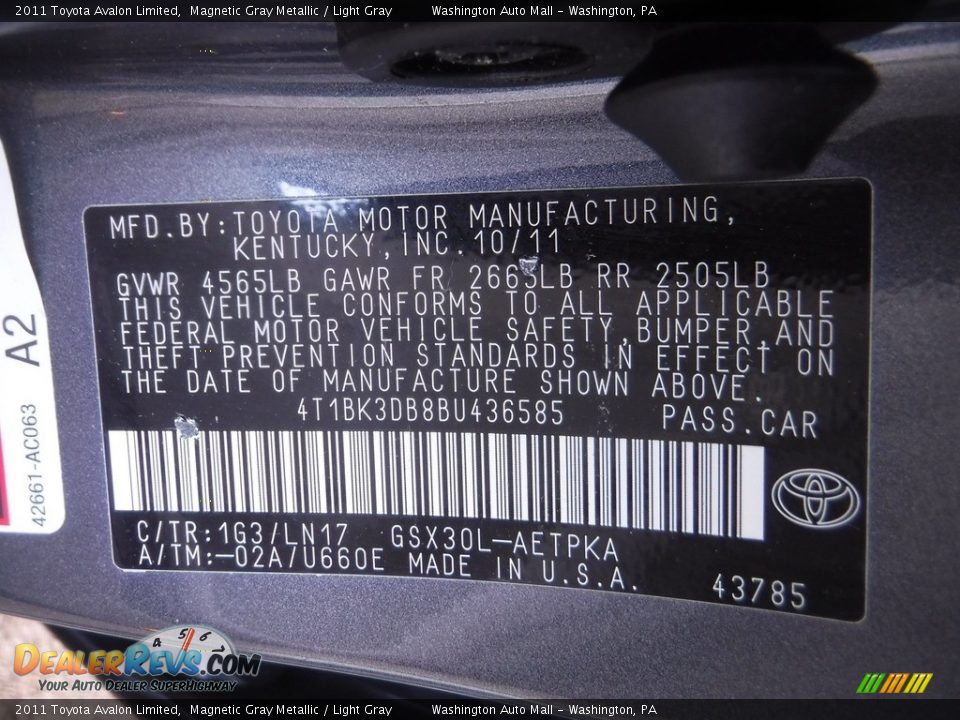 2011 Toyota Avalon Limited, Magnetic Gray Metallic / Light Gray Washington Auto Mall - Washington, PA
MFD.BY:TOYOTA MOTOR MANUFACTURING,
KENTUCKY,INC.10/11
GVWR 4565LB GAWR FR 2665LB RR 2505LB
THIS VEHICLE CONFORMS TO ALL APPLICABLE
FEDERAL MOTOR VEHICLE SAFETY,BUMPER,AND
THEFT PREVENTION STANDARDS IN EFFECT ON
THE DATE OF MANUFACTURE SHOWN ABOVE.
4T1BK3DB8BU436585 PASS.CAR
C/TR:1G3/LN17 GSX30L-AETPKA
A/TM:-02A/U660E MADE IN U.S.A.
43785
A2
42661-AC063
4 5 6
DealerRevs.com
Your Auto Dealer SuperHighway
2011 Toyota Avalon Limited, Magnetic Gray Metallic / Light Gray Washington Auto Mall - Washington, PA